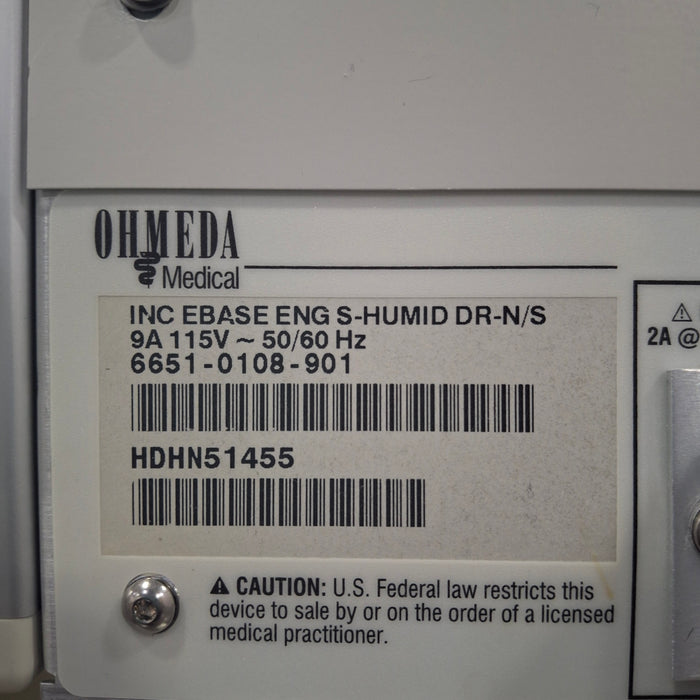 OHMEDA
Medical
INC EBASE ENG S-HUMID DR-N/S
9A 115V ~ 50/60 Hz
6651-0108-901
HDHN51455
⚠ CAUTION: U.S. Federal law restricts this
device to sale by or on the order of a licensed
medical practitioner.
⚠
2A @